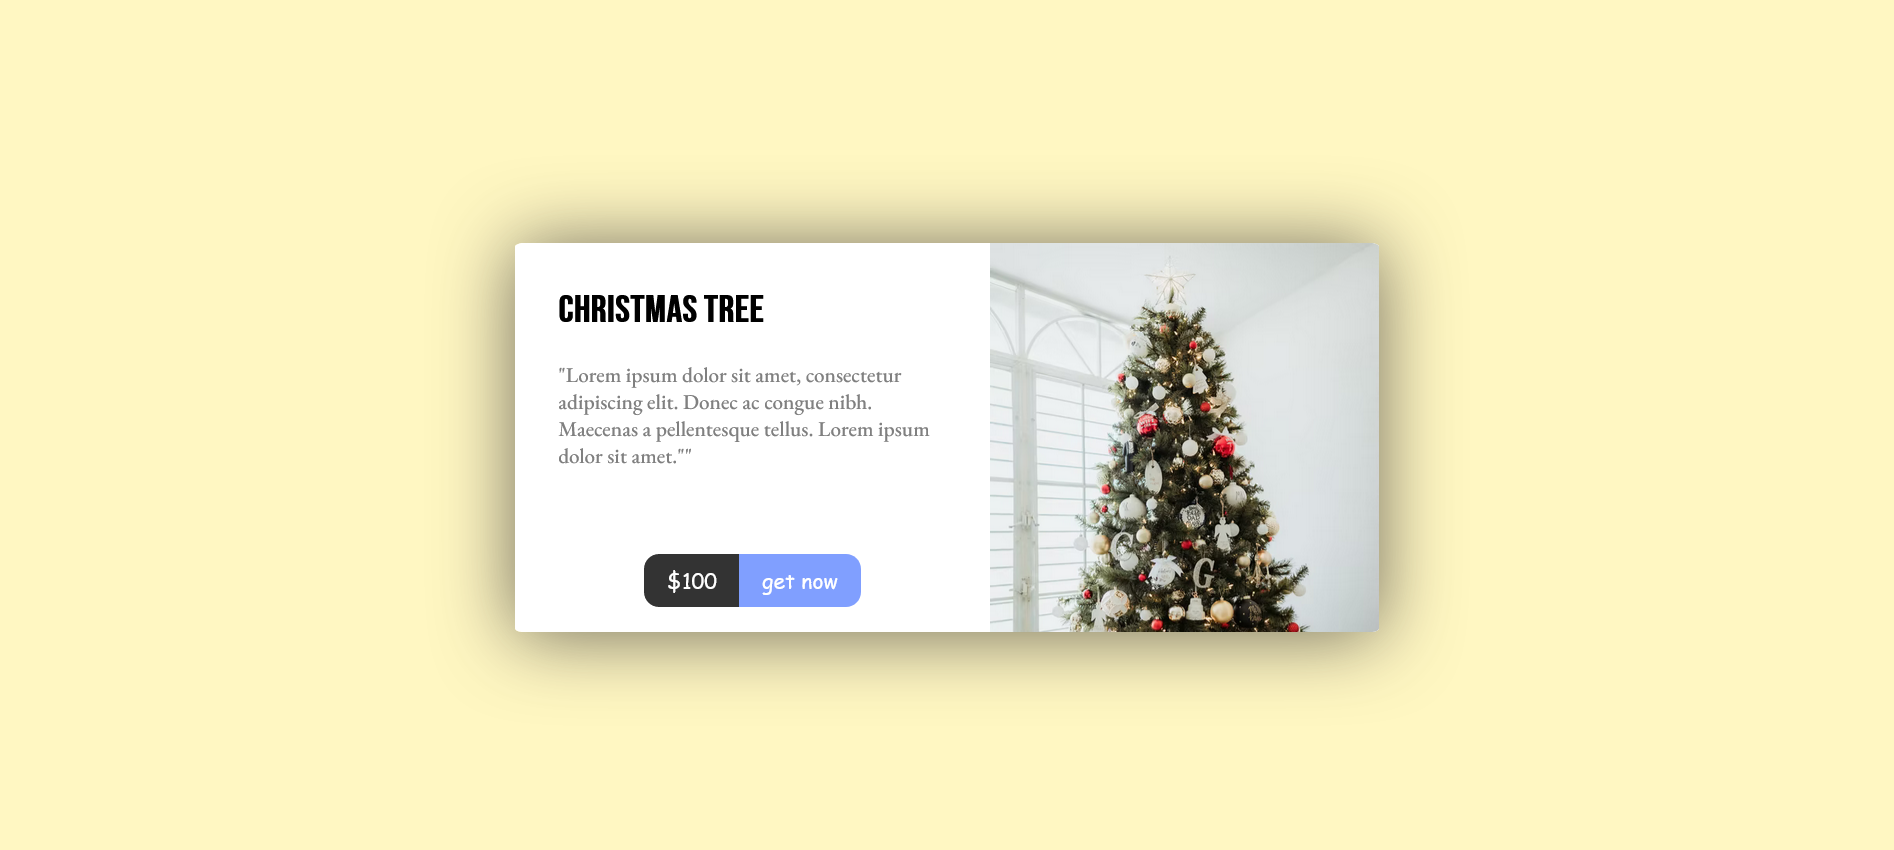 CHRISTMAS TREE
"Lorem ipsum dolor sit amet, consectetur
adipiscing elit. Donec ac congue nibh.
Maecenas a pellentesque tellus. Lorem ipsum
dolor sit amet.""
$100 get now
G